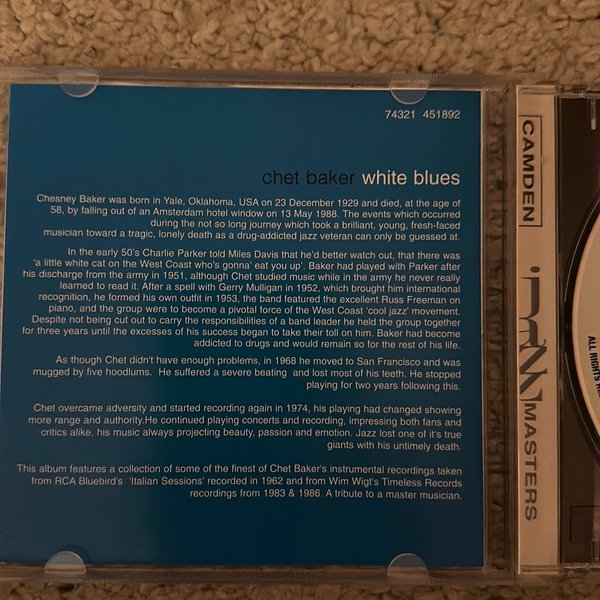 74321 451892
chet baker white blues
Chesney Baker was born in Yale, Oklahoma, USA on 23 December 1929 and died, at the age of
58, by falling out of an Amsterdam hotel window on 13 May 1988. The events which occurred
during the not so long journey which took a brilliant, young, fresh-faced
musician toward a tragic, lonely death as a drug-addicted jazz veteran can only be guessed at.
In the early 50's Charlie Parker told Miles Davis that he'd better watch out, that there was
'a little white cat on the West Coast who's gonna' eat you up'. Baker had played with Parker after
his discharge from the army in 1951, although Chet studied music while in the army he never really
learned to read it. After a spell with Gerry Mulligan in 1952, which brought him international
recognition, he formed his own outfit in 1953, the band featured the excellent Russ Freeman on
piano, and the group were to become a pivotal force of the West Coast 'cool jazz' movement.
Despite not being cut out to carry the responsibilities of a band leader he held the group together
for three years until the excesses of his success began to take their toll on him. Baker had become
addicted to drugs and would remain so for the rest of his life.
As though Chet didn't have enough problems, in 1968 he moved to San Francisco and was
mugged by five hoodlums. He suffered a severe beating and lost most of his teeth. He stopped
playing for two years following this.
Chet overcame adversity and started recording again in 1974, his playing had changed showing
more range and authority.He continued playing concerts and recording, impressing both fans and
critics alike, his music always projecting beauty, passion and emotion. Jazz lost one of it's true
giants with his untimely death.
This album features a collection of some of the finest of Chet Baker's instrumental recordings taken
from RCA Bluebird's 'Italian Sessions' recorded in 1962 and from Wim Wigt's Timeless Records
recordings from 1983 & 1986. A tribute to a master musician.
CAMDEN
MASTERS
ALL RIGHTS